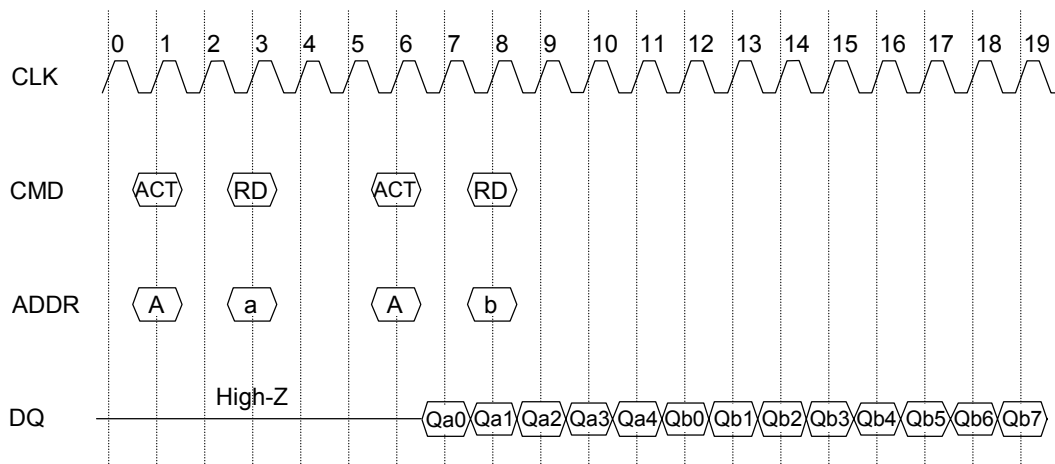 0 1 2 3 4 5 6 7 8 9 10 11 12 13 14 15 16 17 18 19
CLK
CMD ACT RD ACT RD
ADDR A a A b
High-Z
DQ Qa0 Qa1 Qa2 Qa3 Qa4 Qb0 Qb1 Qb2 Qb3 Qb4 Qb5 Qb6 Qb7